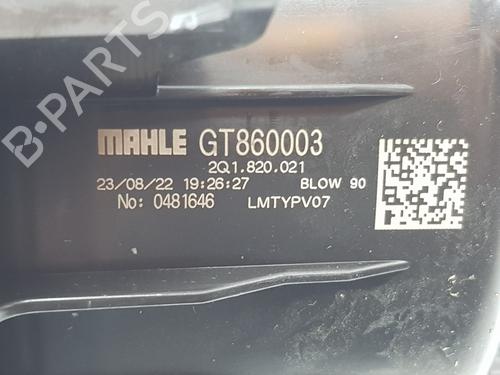 MAHLE GT860003
2Q1.820.021
23/08/22 19:26:27 BLOW 90
No: 0481646 LMTYPV07
B-PARTS